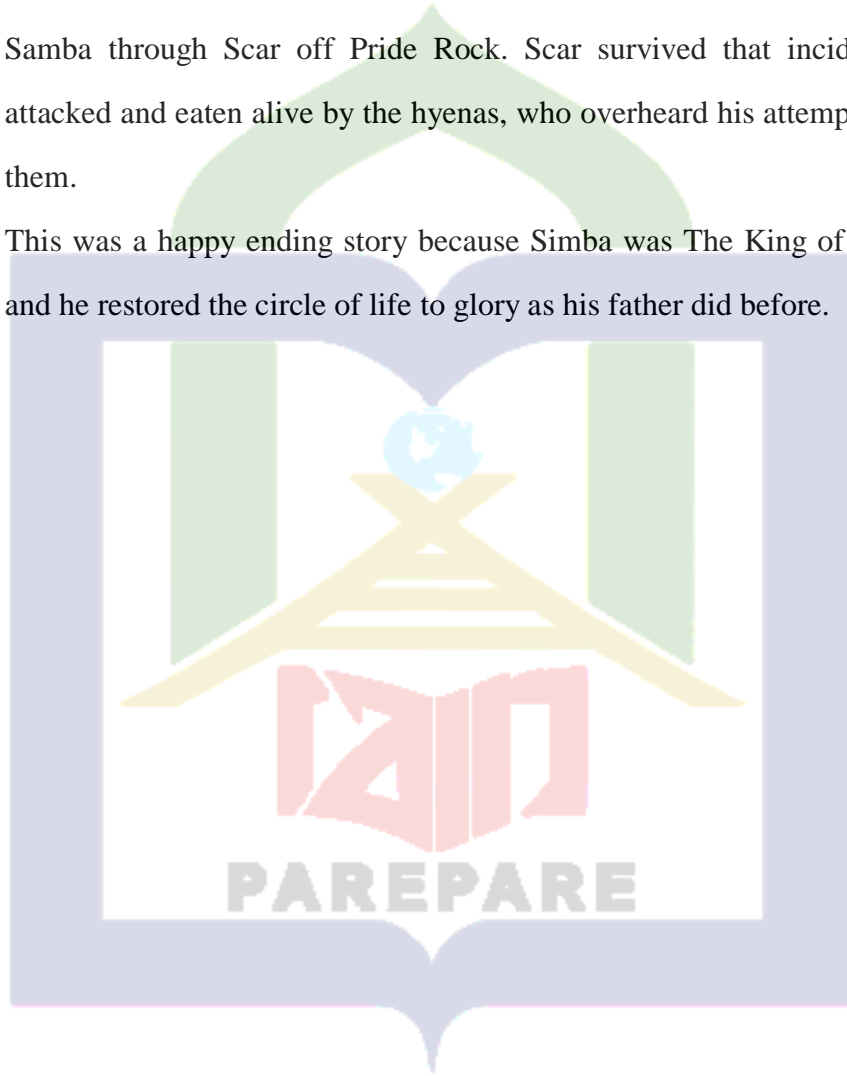 Samba through Scar off Pride Rock. Scar survived that incid
attacked and eaten alive by the hyenas, who overheard his attemp
them.
This was a happy ending story because Simba was The King of
and he restored the circle of life to glory as his father did before.
iain
PAREPARE